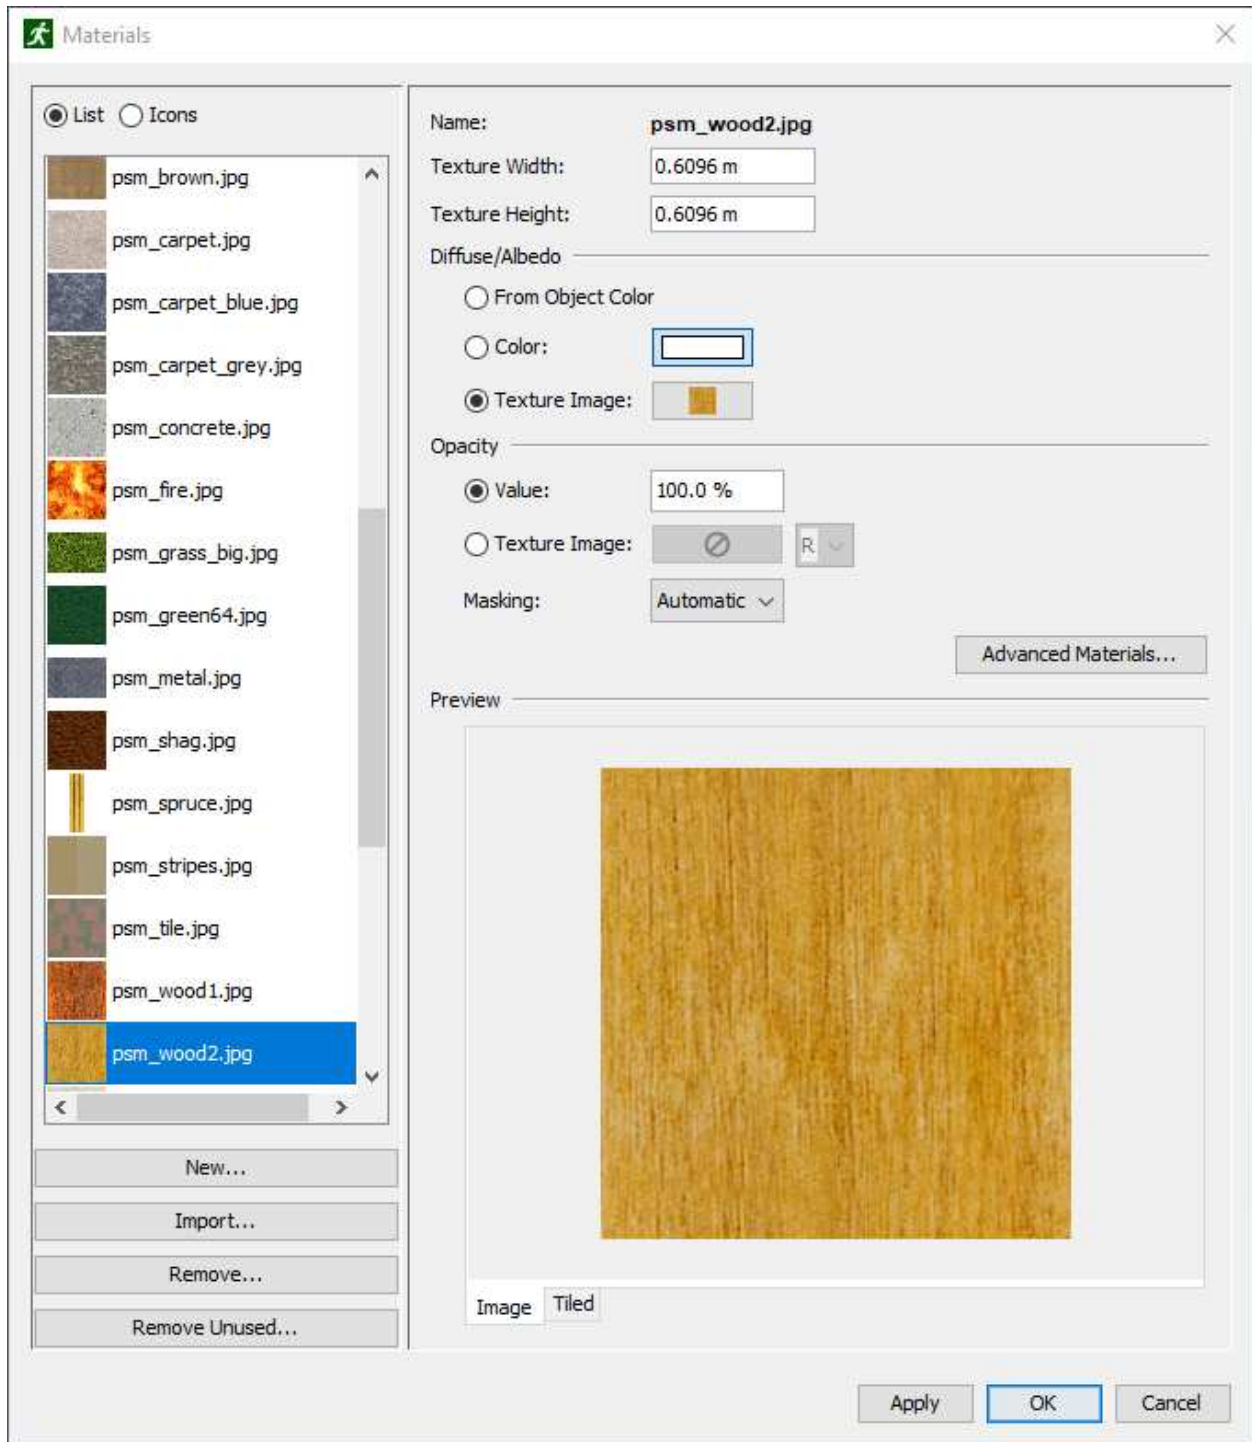 Materials
List Icons
psm_brown.jpg
psm_carpet.jpg
psm_carpet_blue.jpg
psm_carpet_grey.jpg
psm_concrete.jpg
psm_fire.jpg
psm_grass_big.jpg
psm_green64.jpg
psm_metal.jpg
psm_shag.jpg
psm_spruce.jpg
psm_stripes.jpg
psm_tile.jpg
psm_wood1.jpg
psm_wood2.jpg
New...
Import...
Remove...
Remove Unused...
Name: psm_wood2.jpg
Texture Width: 0.6096 m
Texture Height: 0.6096 m
Diffuse/Albedo
From Object Color
Color:
Texture Image:
Opacity
Value: 100.0 %
Texture Image: R
Masking: Automatic
Advanced Materials...
Preview
Image Tiled
Apply OK Cancel